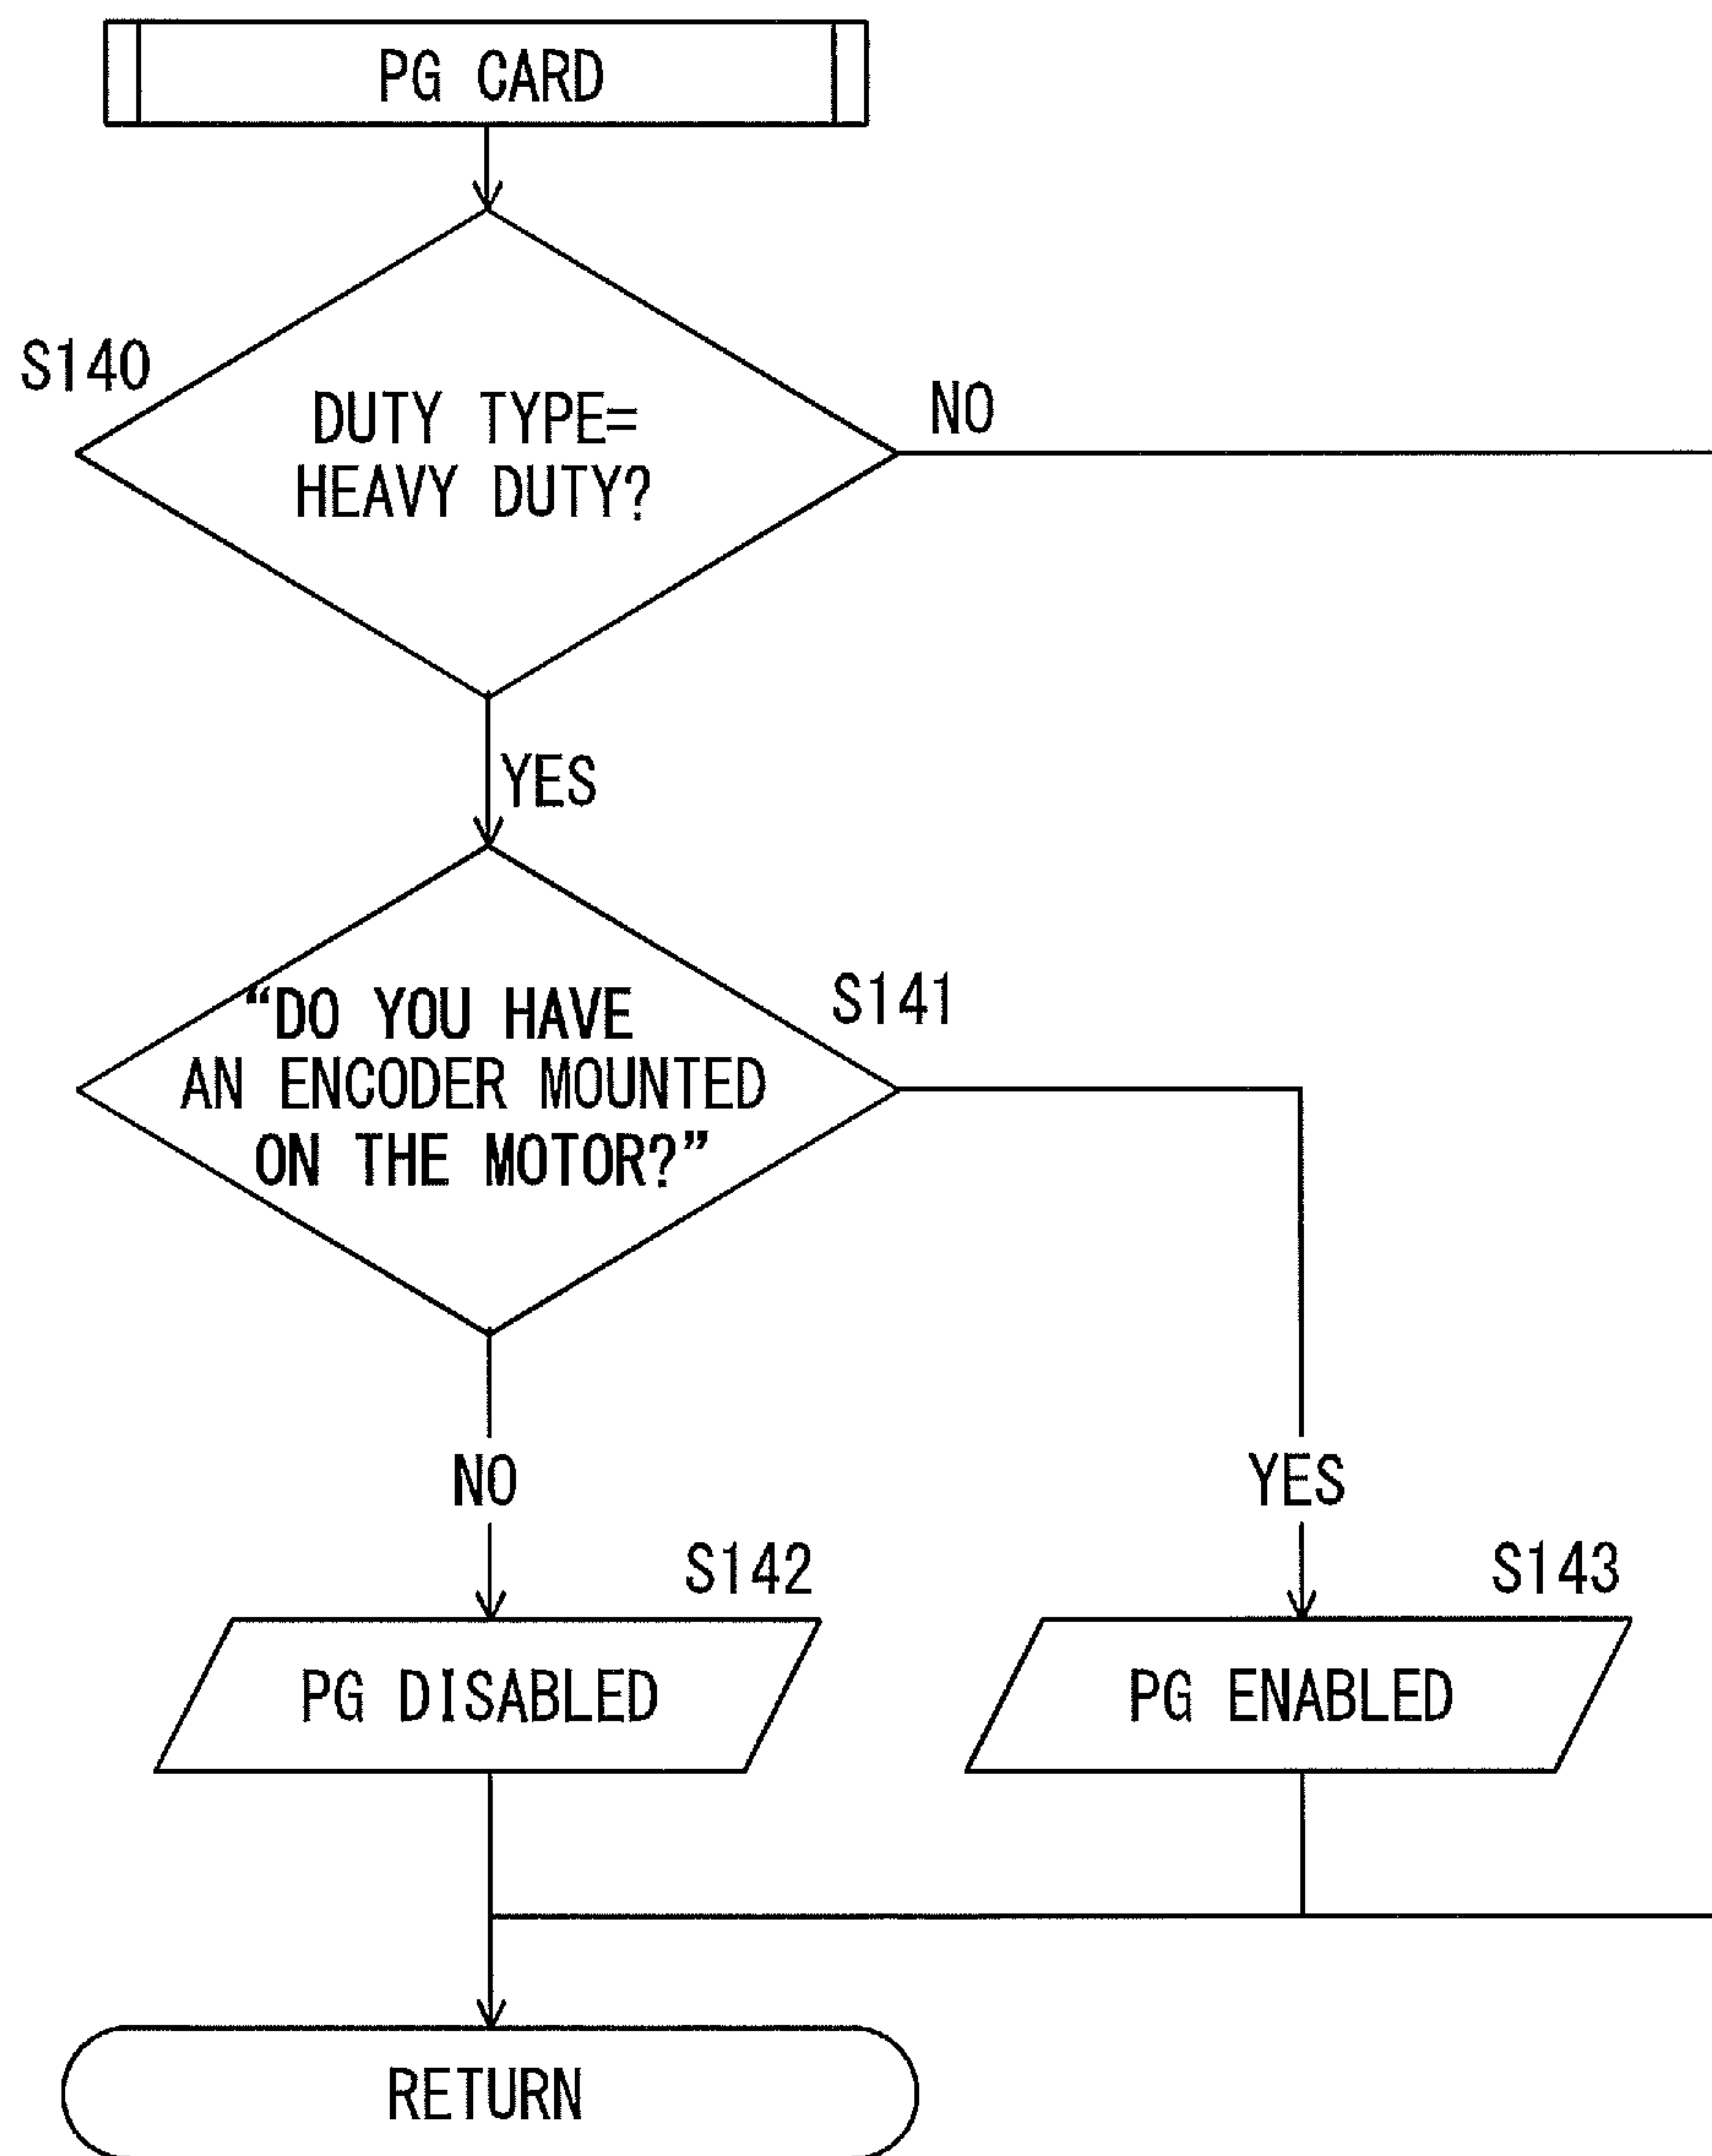 PG CARD
S140
DUTY TYPE=
HEAVY DUTY?
NO
YES
“DO YOU HAVE
AN ENCODER MOUNTED
ON THE MOTOR?”
S141
NO
YES
S142
S143
PG DISABLED
PG ENABLED
RETURN